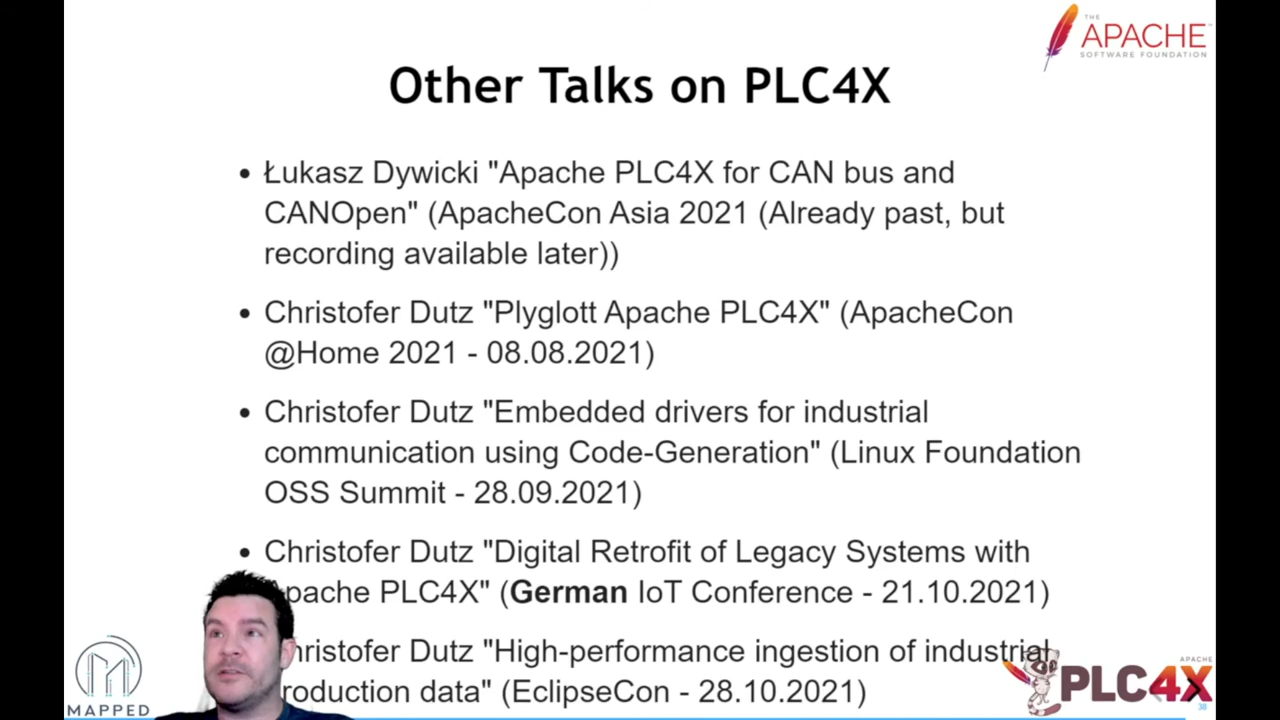 THE
APACHE
SOFTWARE FOUNDATION
Other Talks on PLC4X
• Łukasz Dywicki "Apache PLC4X for CAN bus and
CANOpen" (ApacheCon Asia 2021 (Already past, but
recording available later))
• Christofer Dutz "Plyglott Apache PLC4X" (ApacheCon
@Home 2021 - 08.08.2021)
• Christofer Dutz "Embedded drivers for industrial
communication using Code-Generation" (Linux Foundation
OSS Summit - 28.09.2021)
• Christofer Dutz "Digital Retrofit of Legacy Systems with
pache PLC4X" (German IoT Conference - 21.10.2021)
hristofer Dutz "High-performance ingestion of industrial
roduction data" (EclipseCon - 28.10.2021)
MAPPED
APACHE
PLC4X
38